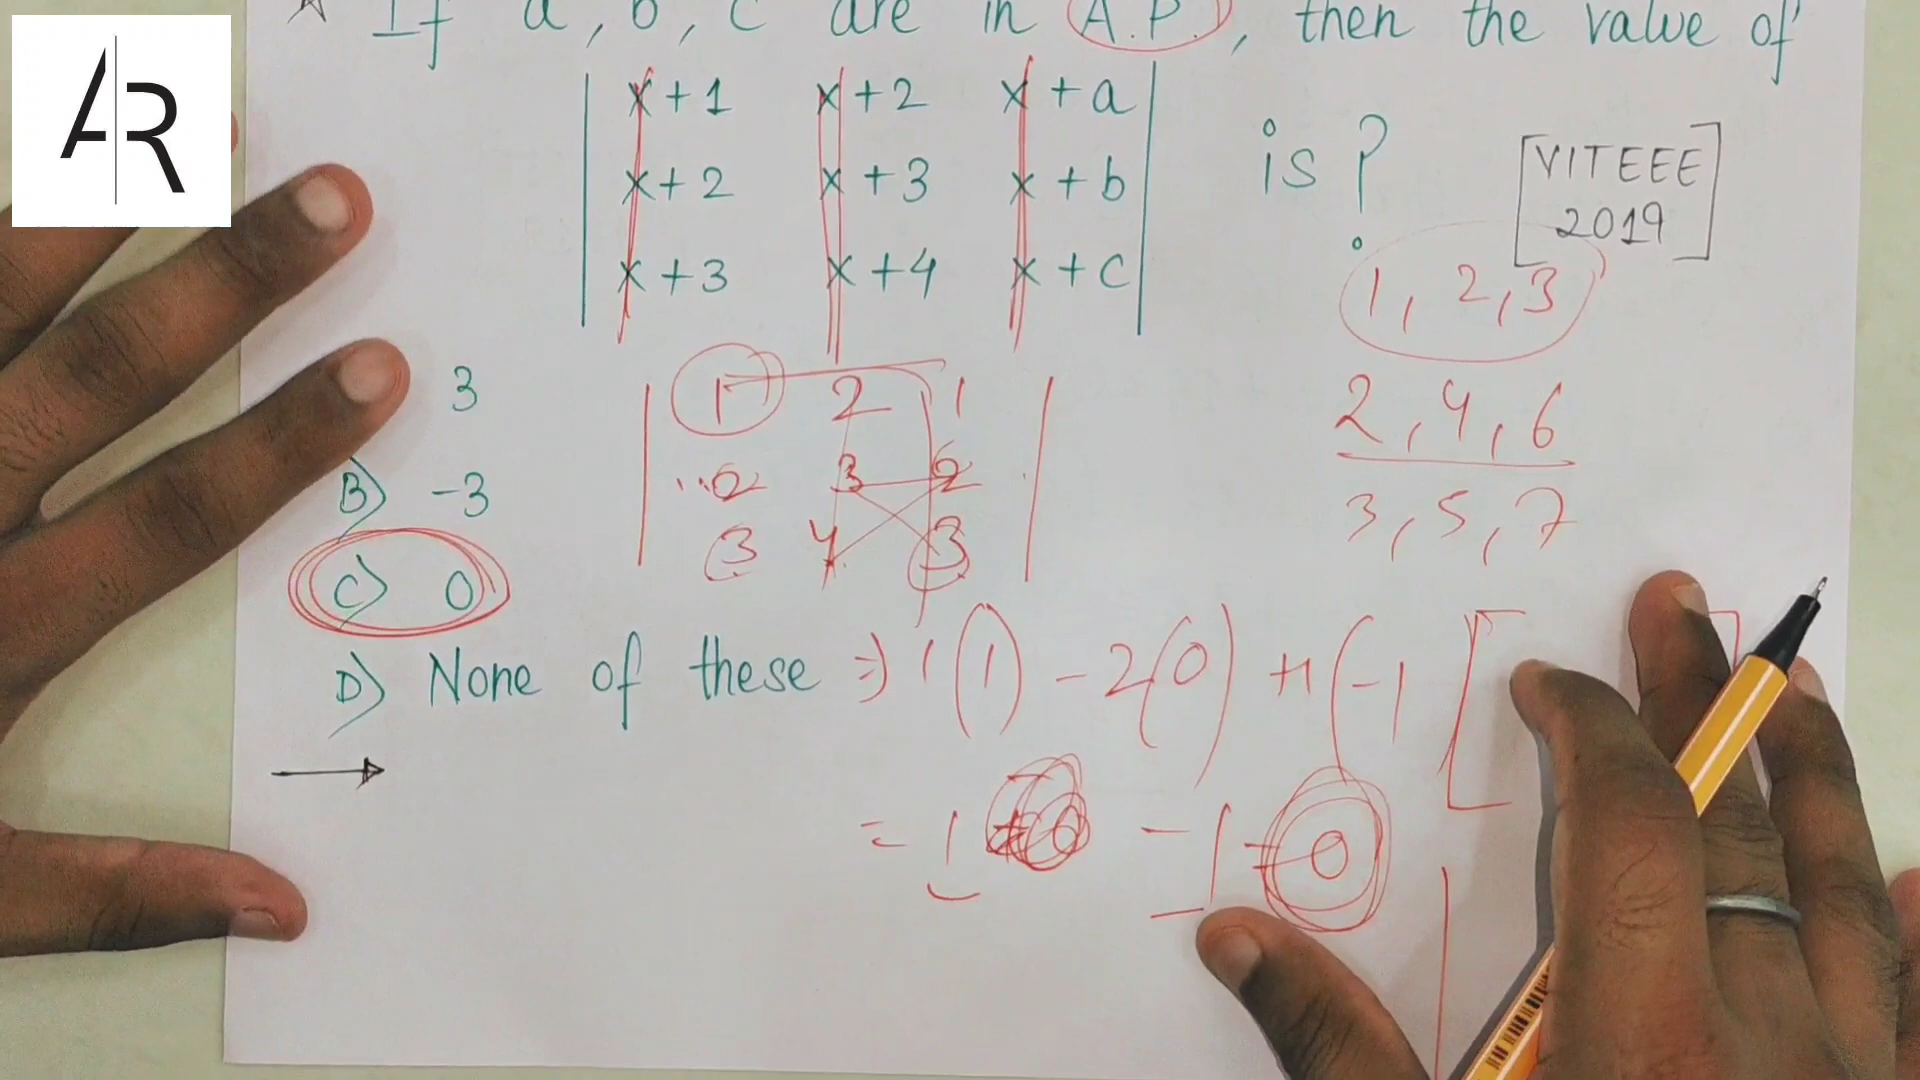 AR
If a, b, c are in A.P., then the value of
x + 1 x + 2 x + a
x + 2 x + 3 x + b
x + 3 x + 4 x + c
is ?
[VITEEE
2019]
1, 2, 3
2, 4, 6
3, 5, 7
3
B) -3
C) 0
D) None of these
1 2 1
2 3 2
3 4 3
=> 1(1) - 2(0) + 1(-1
= 1 + 0 - 1 = 0